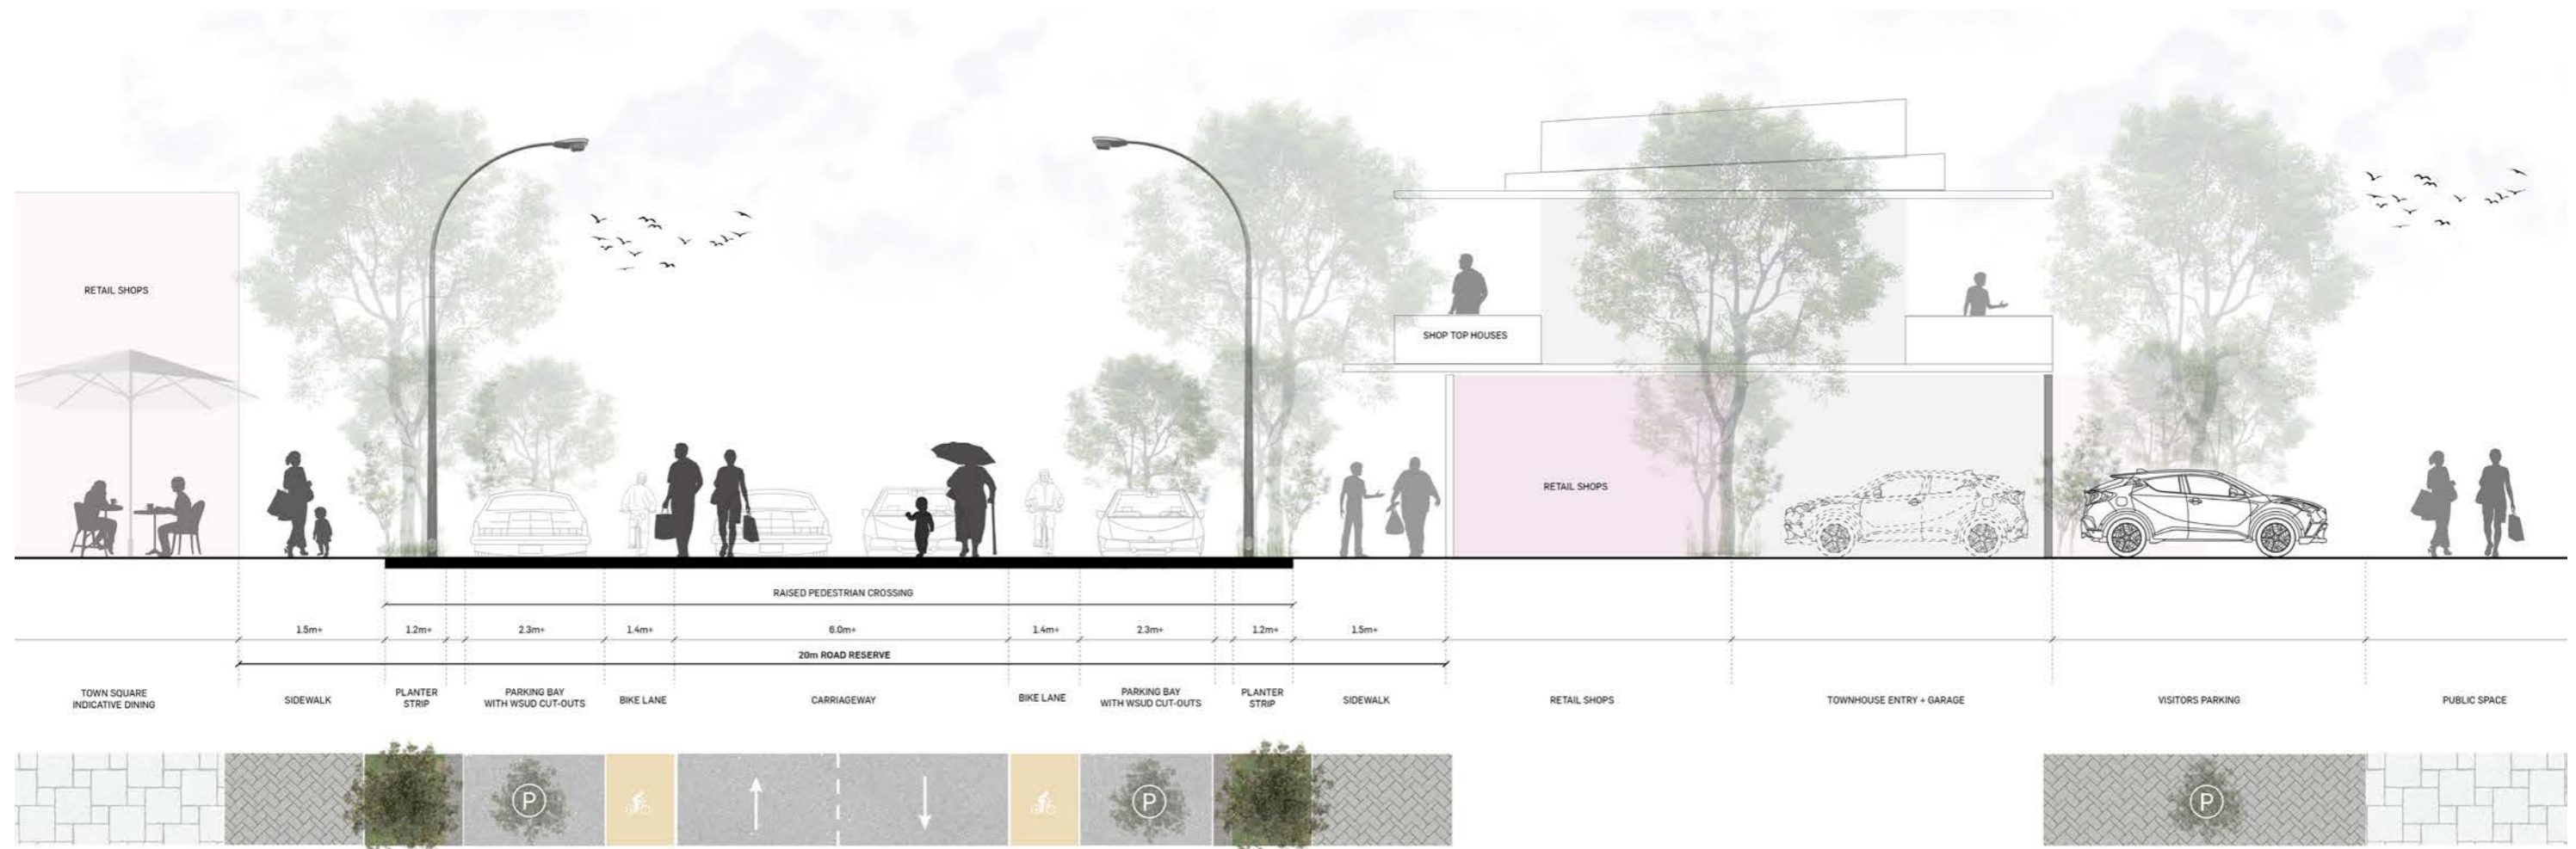 RETAIL SHOPS
SHOP TOP HOUSES
RETAIL SHOPS
RAISED PEDESTRIAN CROSSING
1.5m+
1.2m+
2.3m+
1.4m+
6.0m+
1.4m+
2.3m+
1.2m+
1.5m+
20m ROAD RESERVE
TOWN SQUARE
INDICATIVE DINING
SIDEWALK
PLANTER
STRIP
PARKING BAY
WITH WSUD CUT-OUTS
BIKE LANE
CARRIAGEWAY
BIKE LANE
PARKING BAY
WITH WSUD CUT-OUTS
PLANTER
STRIP
SIDEWALK
RETAIL SHOPS
TOWNHOUSE ENTRY + GARAGE
VISITORS PARKING
PUBLIC SPACE
P
P
P